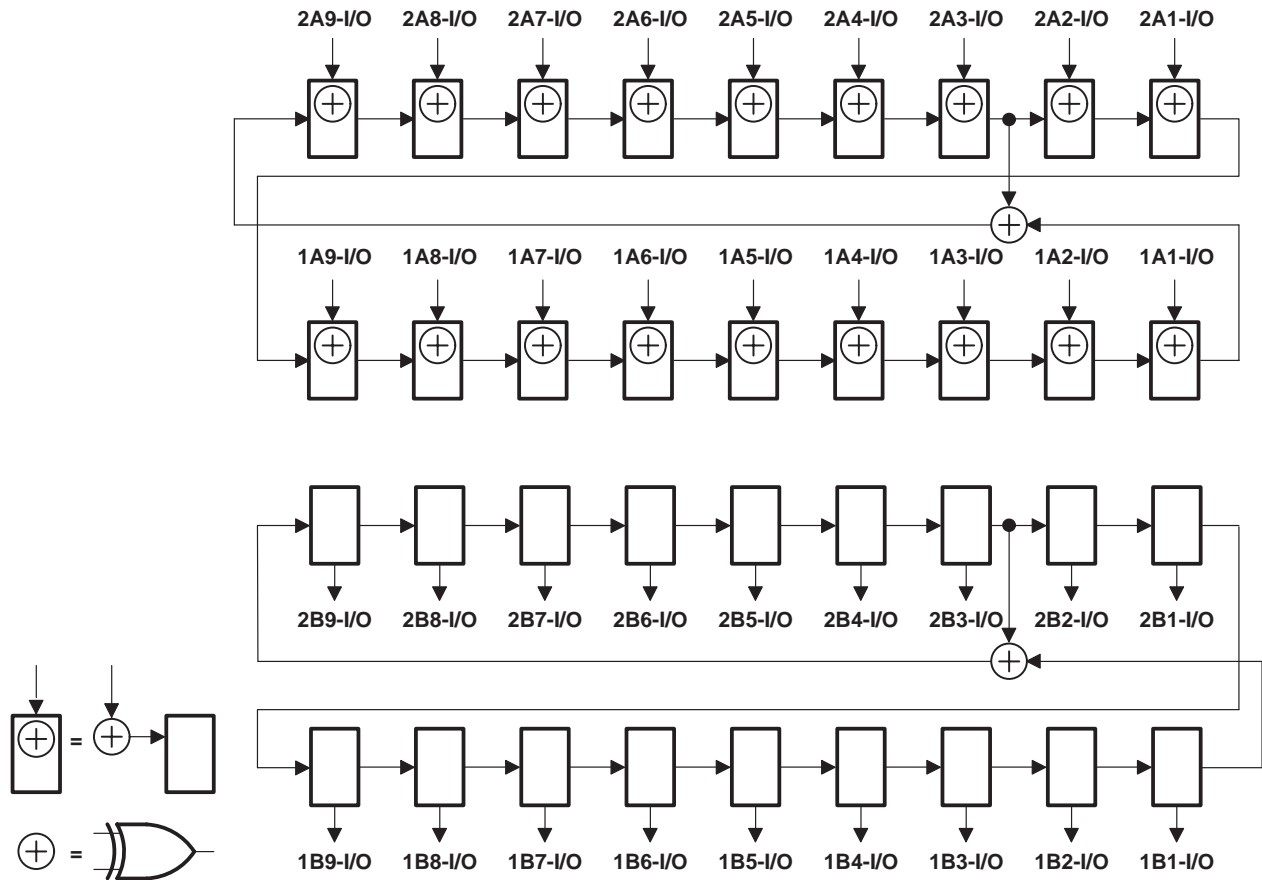 2A9-I/O 2A8-I/O 2A7-I/O 2A6-I/O 2A5-I/O 2A4-I/O 2A3-I/O 2A2-I/O 2A1-I/O
1A9-I/O 1A8-I/O 1A7-I/O 1A6-I/O 1A5-I/O 1A4-I/O 1A3-I/O 1A2-I/O 1A1-I/O
2B9-I/O 2B8-I/O 2B7-I/O 2B6-I/O 2B5-I/O 2B4-I/O 2B3-I/O 2B2-I/O 2B1-I/O
=
=
1B9-I/O 1B8-I/O 1B7-I/O 1B6-I/O 1B5-I/O 1B4-I/O 1B3-I/O 1B2-I/O 1B1-I/O